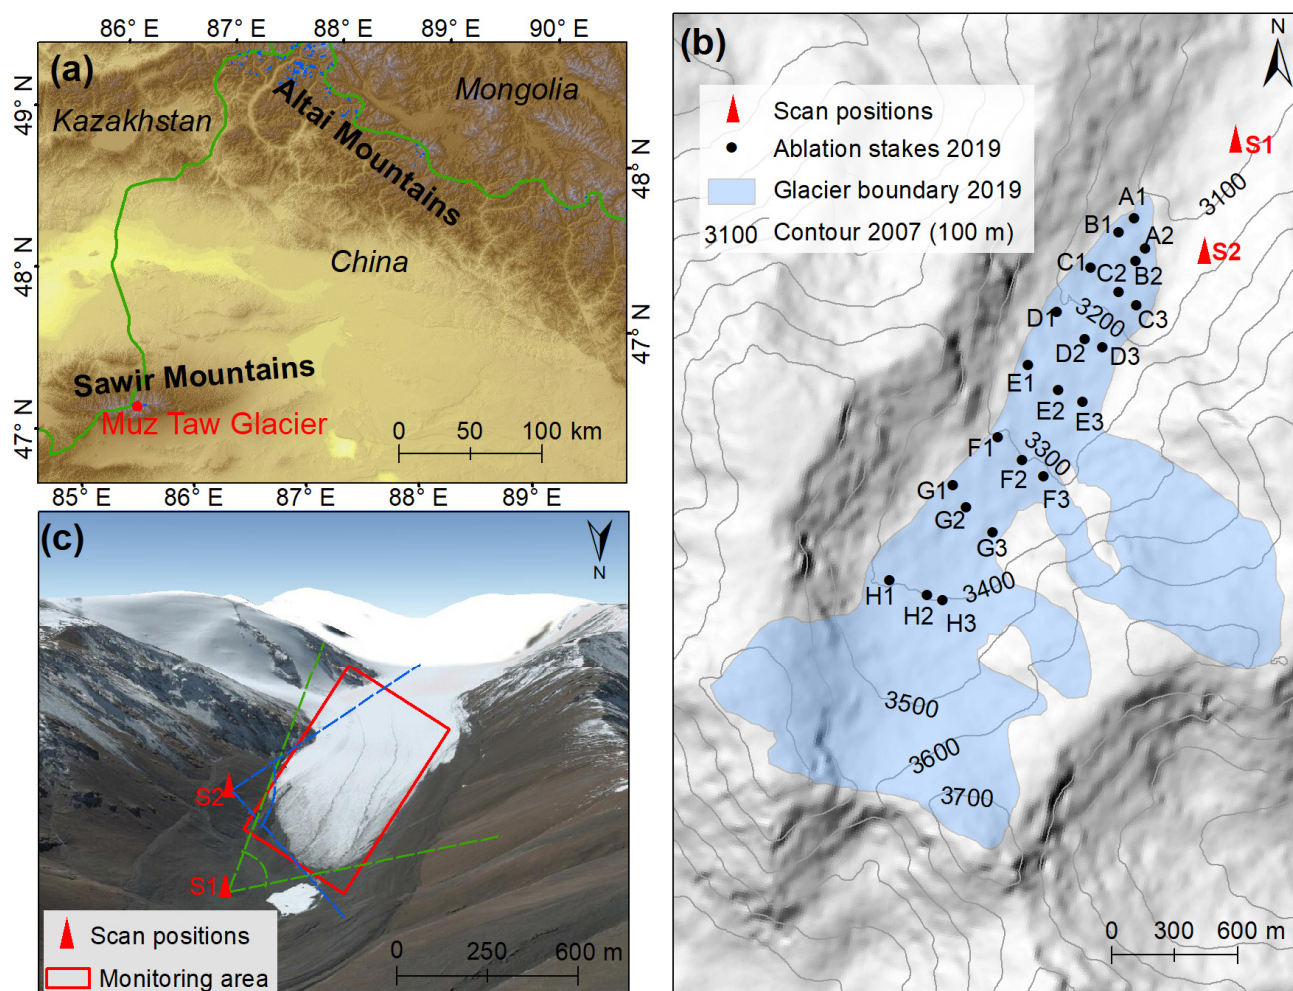 86° E 87° E 88° E 89° E 90° E
(a)
49° N
48° N
47° N
48° N
47° N
Kazakhstan
Mongolia
Altai Mountains
China
Sawir Mountains
Muz Taw Glacier
0 50 100 km
85° E 86° E 87° E 88° E 89° E
(b)
N
Scan positions
Ablation stakes 2019
Glacier boundary 2019
3100 Contour 2007 (100 m)
S1
3100
A1
B1
A2
S2
C1
C2
B2
D1
3200
C3
D2
D3
E1
E2
E3
F1
3300
F2
F3
G1
G2
G3
3400
H1
H2
H3
3500
3600
3700
0 300 600 m
(c)
N
S2
S1
Scan positions
Monitoring area
0 250 600 m